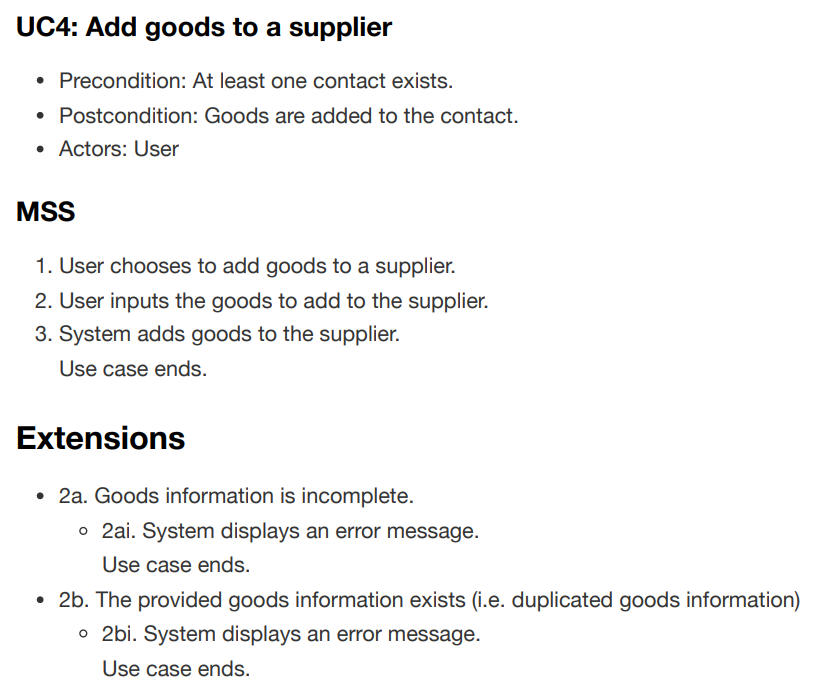 UC4: Add goods to a supplier
• Precondition: At least one contact exists.
• Postcondition: Goods are added to the contact.
• Actors: User
MSS
1. User chooses to add goods to a supplier.
2. User inputs the goods to add to the supplier.
3. System adds goods to the supplier.
Use case ends.
Extensions
• 2a. Goods information is incomplete.
◦ 2ai. System displays an error message.
Use case ends.
• 2b. The provided goods information exists (i.e. duplicated goods information)
◦ 2bi. System displays an error message.
Use case ends.